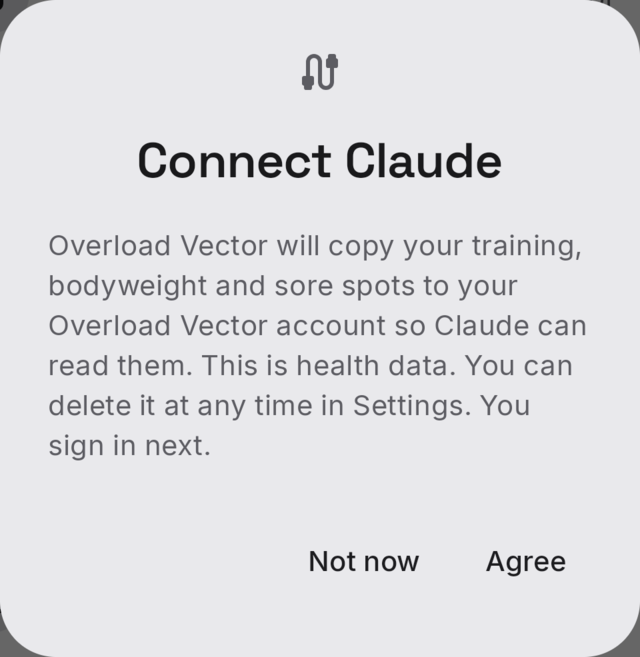 Connect Claude
Overload Vector will copy your training,
bodyweight and sore spots to your
Overload Vector account so Claude can
read them. This is health data. You can
delete it at any time in Settings. You
sign in next.
Not now Agree